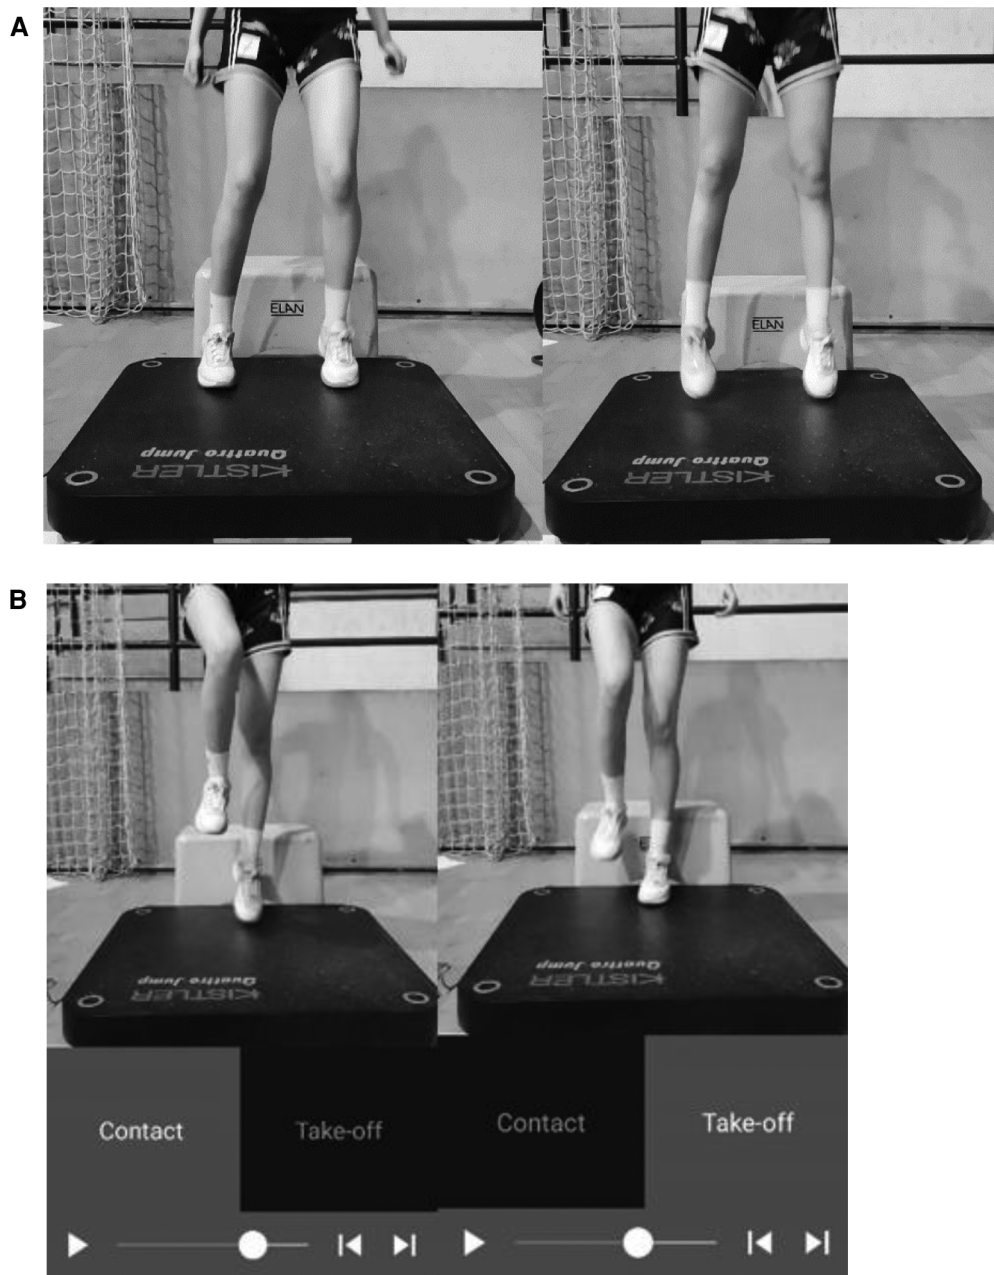 A
ELAN
ELAN
Quattro Jump
KISTLER
Quattro Jump
KISTLER
B
Quattro Jump
KISTLER
Quattro Jump
KISTLER
Contact
Take-off
Contact
Take-off